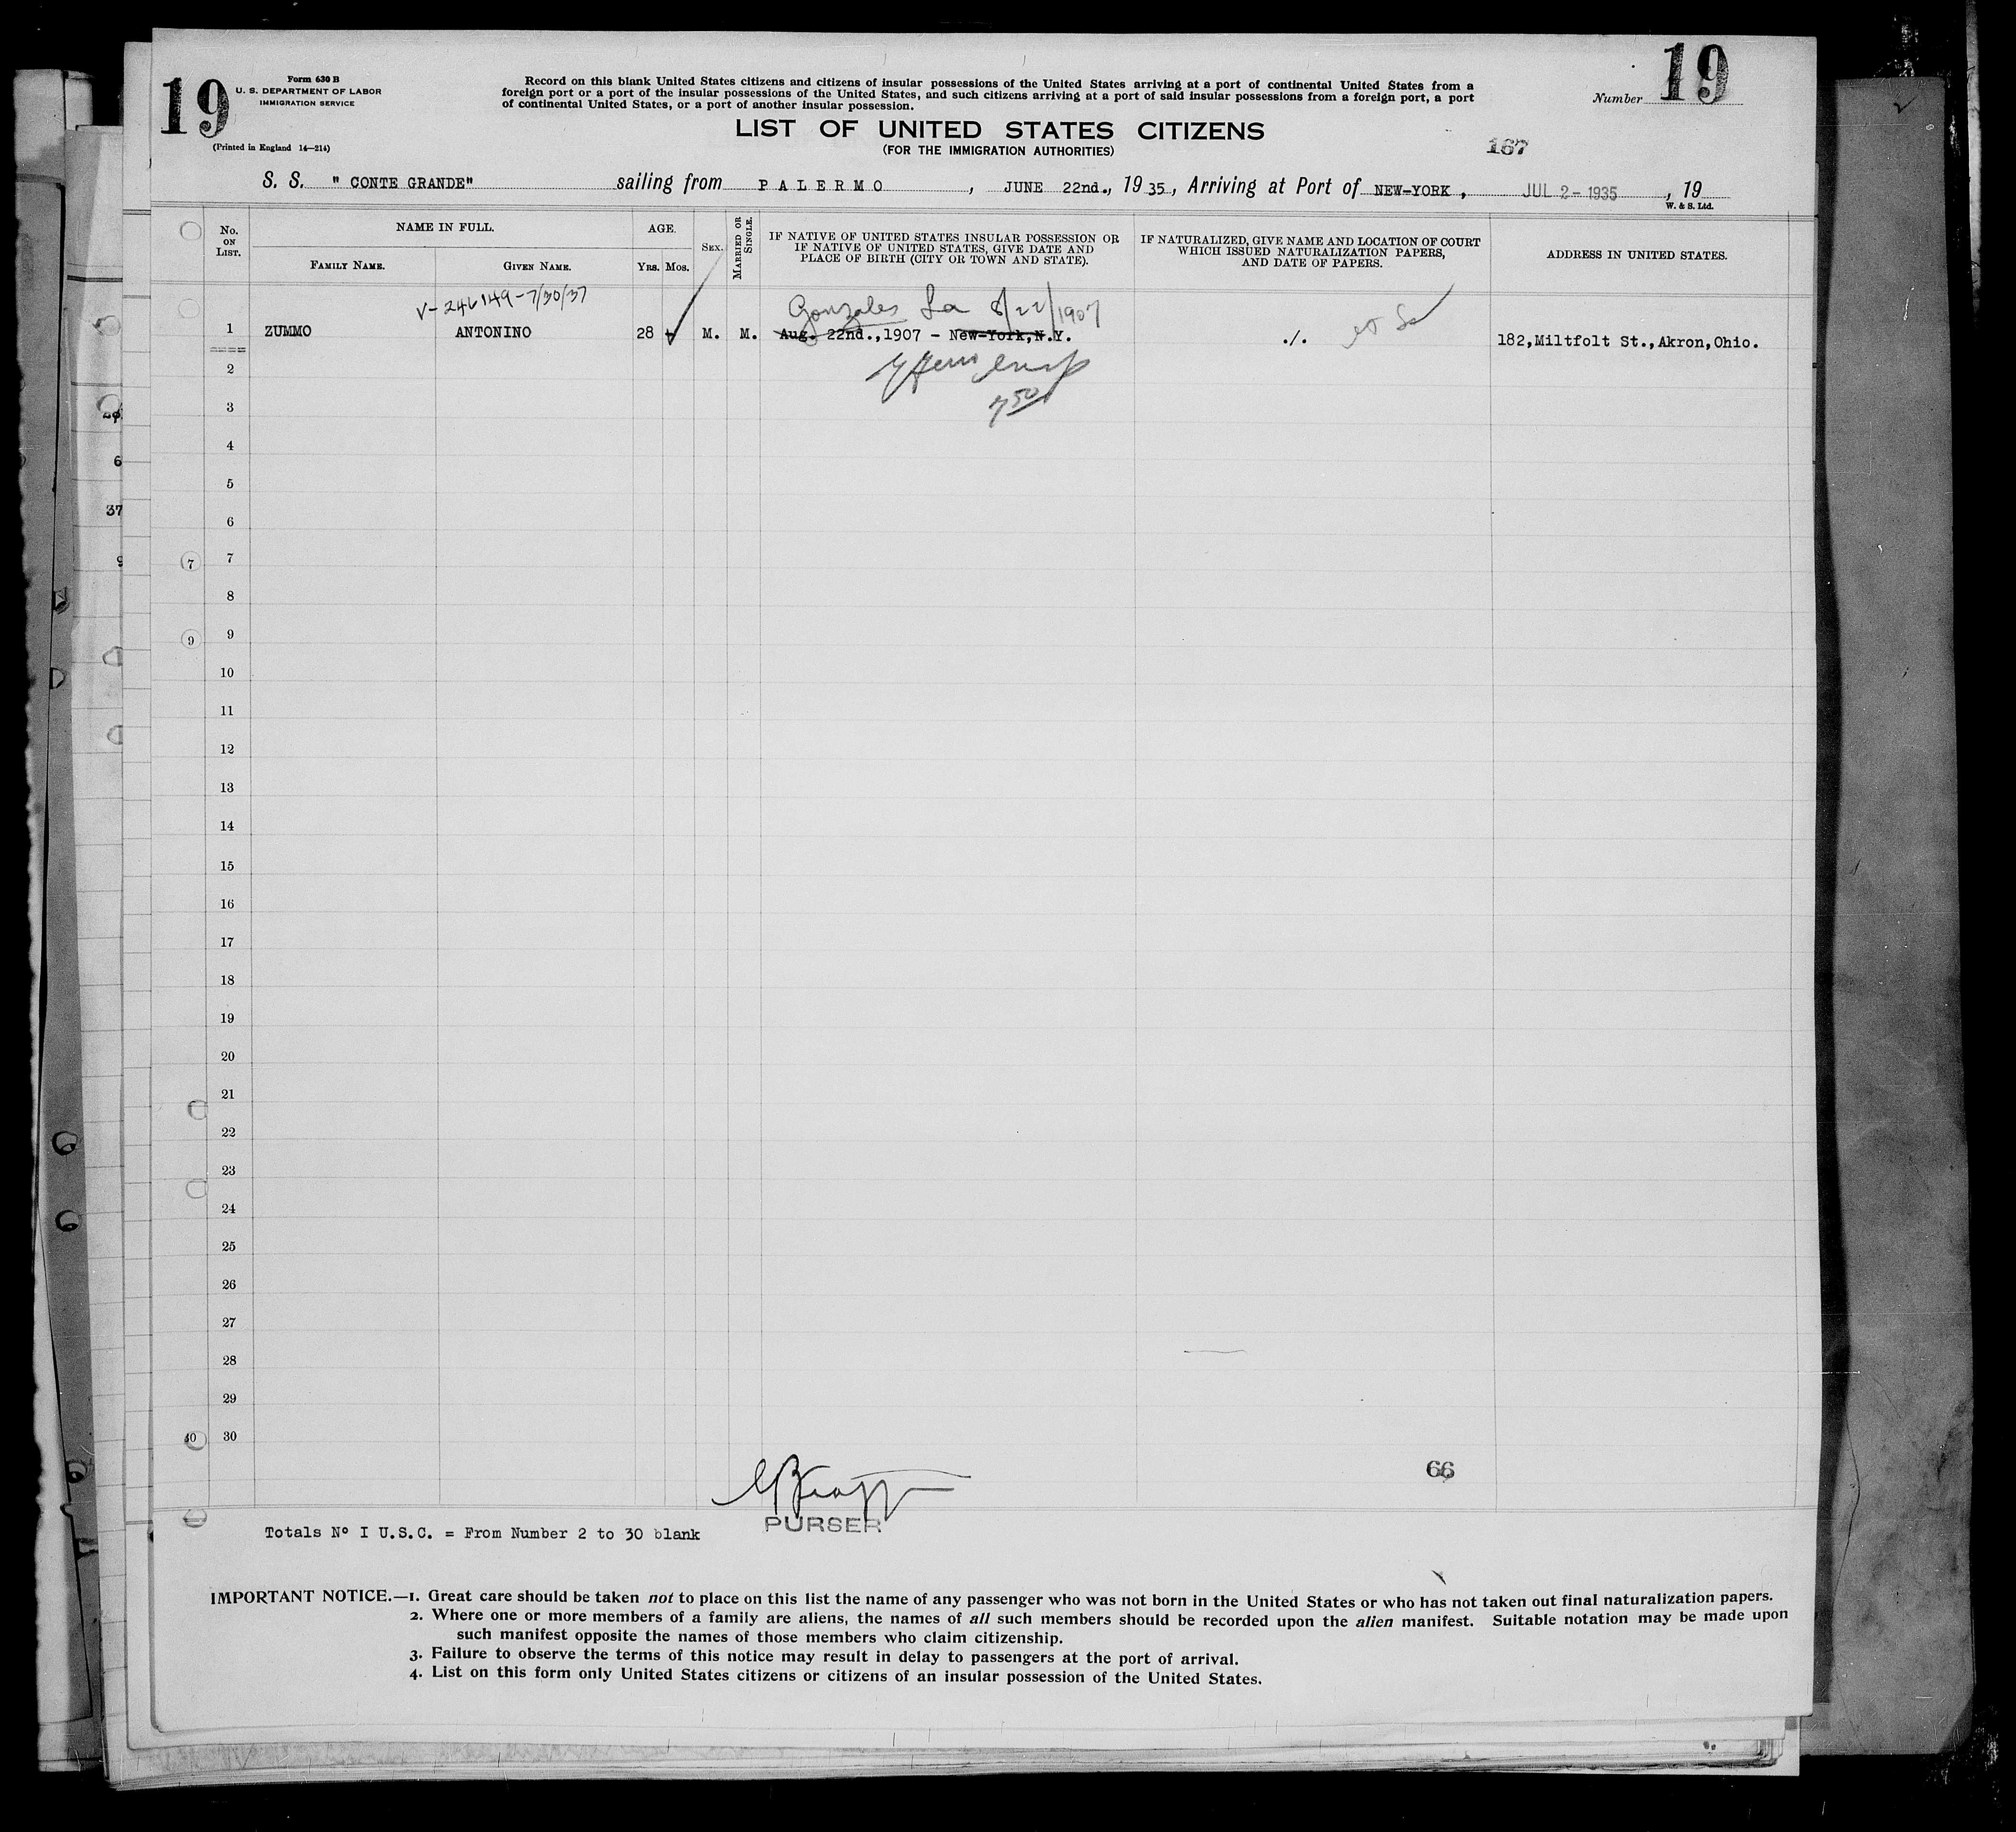 19
Form 630 B
U. S. DEPARTMENT OF LABOR
IMMIGRATION SERVICE
(Printed in England 14—214)
Record on this blank United States citizens and citizens of insular possessions of the United States arriving at a port of continental United States from a
foreign port or a port of the insular possessions of the United States, and such citizens arriving at a port of said insular possessions from a foreign port, a port
of continental United States, or a port of another insular possession.
Number 19
LIST OF UNITED STATES CITIZENS
(FOR THE IMMIGRATION AUTHORITIES)
167
S. S. " CONTE GRANDE" sailing from PALERMO , JUNE 22nd., 19 35., Arriving at Port of NEW-YORK , JUL 2 - 1935 , 19
W. & S. Ltd.
No. ON LIST.
NAME IN FULL.
FAMILY NAME.
GIVEN NAME.
AGE.
YRS. MOS.
SEX.
MARRIED OR SINGLE.
IF NATIVE OF UNITED STATES INSULAR POSSESSION OR
IF NATIVE OF UNITED STATES, GIVE DATE AND
PLACE OF BIRTH (CITY OR TOWN AND STATE).
IF NATURALIZED, GIVE NAME AND LOCATION OF COURT
WHICH ISSUED NATURALIZATION PAPERS,
AND DATE OF PAPERS.
ADDRESS IN UNITED STATES.
V-246149-7/30/37
Gonzales La 8/22/1907
1 ZUMMO ANTONINO 28 M. M. Aug. 22nd.,1907 - New-York,N.Y. ./. 182,Miltfolt St.,Akron,Ohio.
2
3
4
5
6
7 7
8
9 9
10
11
12
13
14
15
16
17
18
19
20
21
22
23
24
25
26
27
28
29
30
66
PURSER
Totals Nº I U.S.C. = From Number 2 to 30 blank
IMPORTANT NOTICE.—1. Great care should be taken not to place on this list the name of any passenger who was not born in the United States or who has not taken out final naturalization papers.
2. Where one or more members of a family are aliens, the names of all such members should be recorded upon the alien manifest. Suitable notation may be made upon
such manifest opposite the names of those members who claim citizenship.
3. Failure to observe the terms of this notice may result in delay to passengers at the port of arrival.
4. List on this form only United States citizens or citizens of an insular possession of the United States.